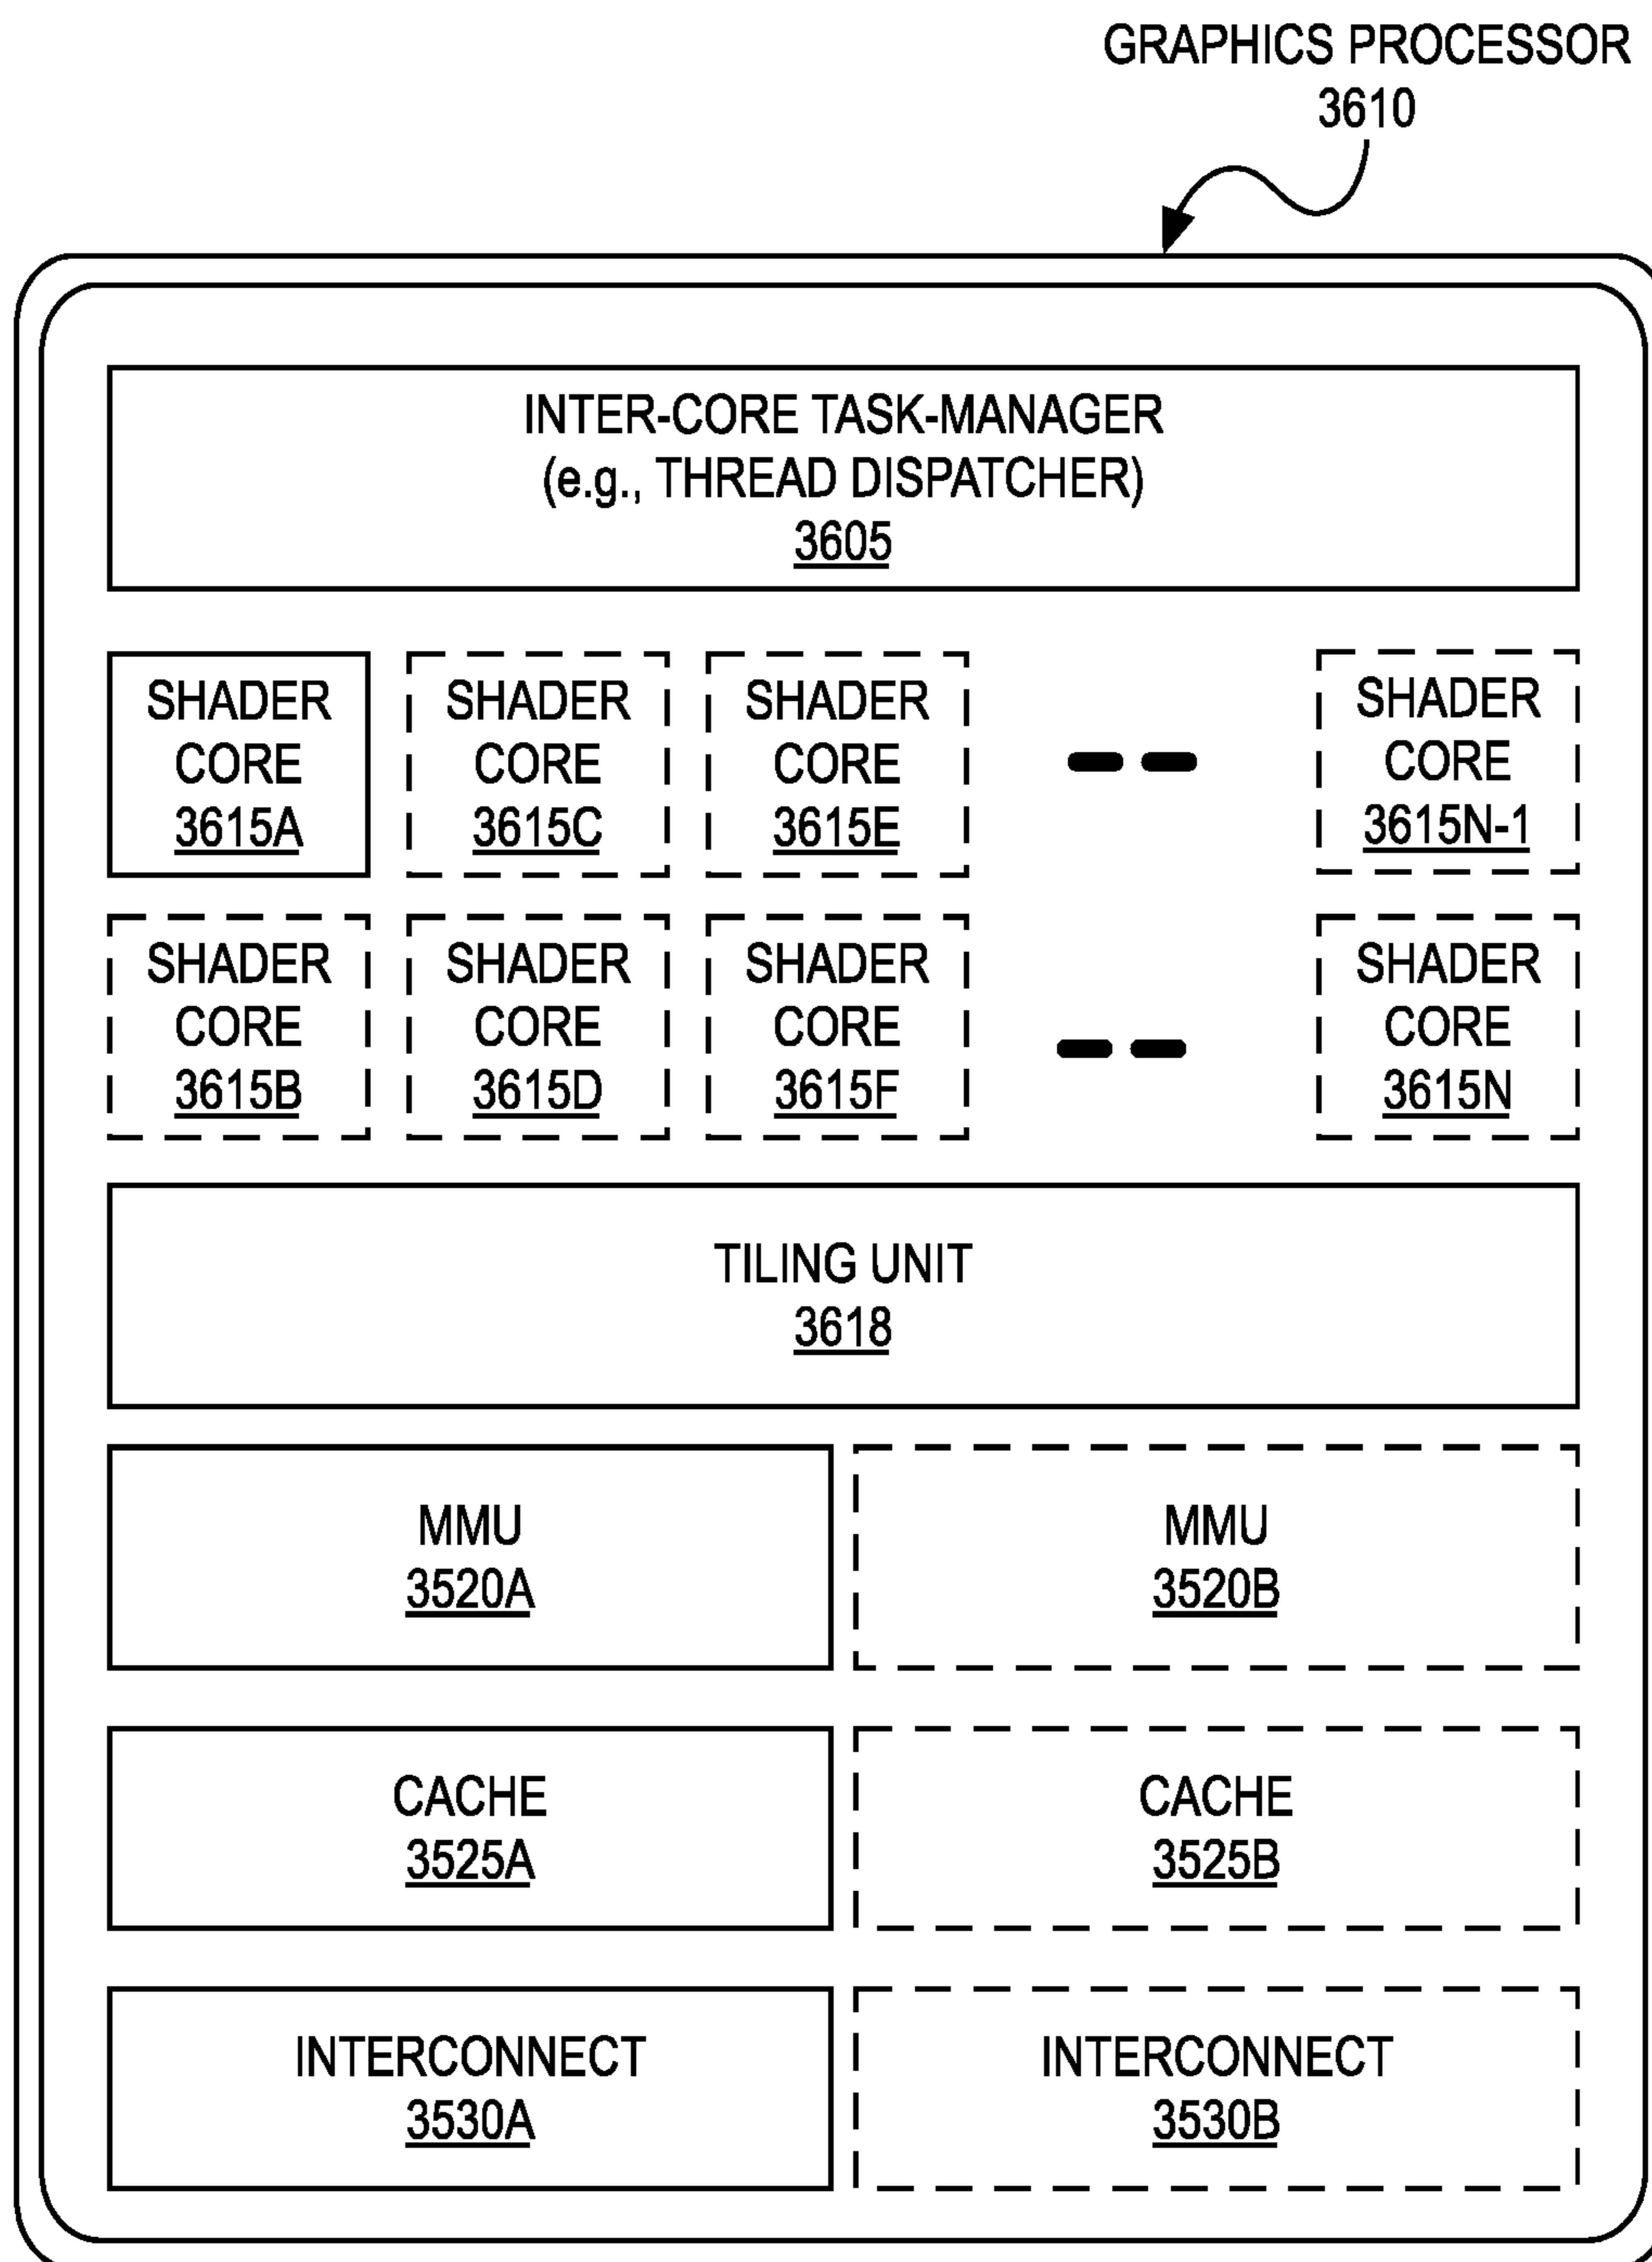 GRAPHICS PROCESSOR
3610
INTER-CORE TASK-MANAGER
(e.g., THREAD DISPATCHER)
3605
SHADER
CORE
3615A
SHADER
CORE
3615C
SHADER
CORE
3615E
SHADER
CORE
3615N-1
SHADER
CORE
3615B
SHADER
CORE
3615D
SHADER
CORE
3615F
SHADER
CORE
3615N
TILING UNIT
3618
MMU
3520A
MMU
3520B
CACHE
3525A
CACHE
3525B
INTERCONNECT
3530A
INTERCONNECT
3530B